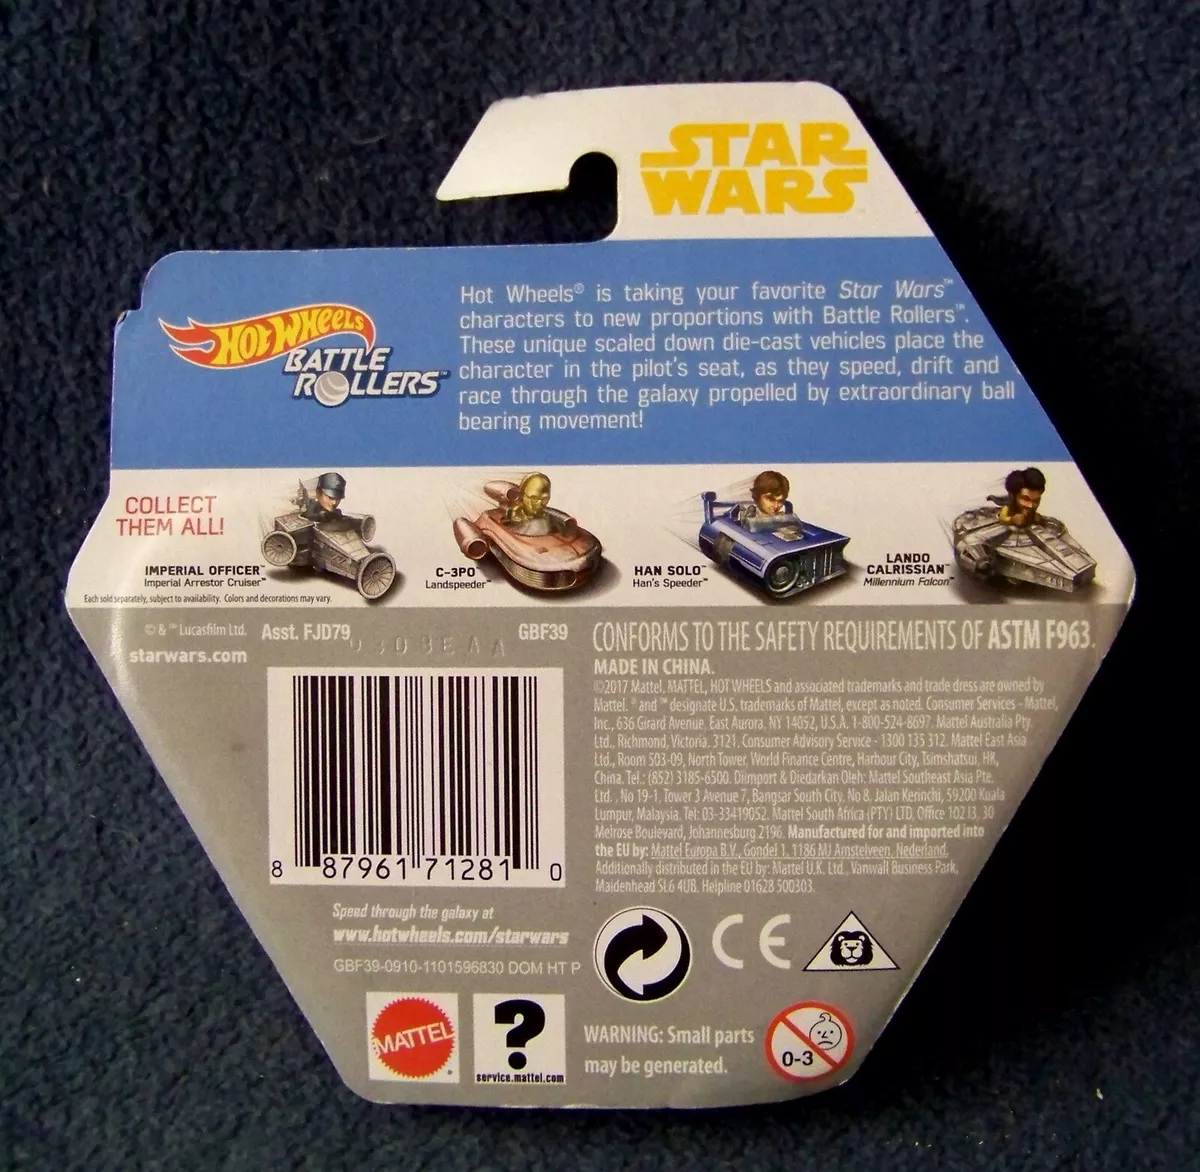 STAR
WARS
HOT WHEELS
BATTLE
ROLLERS™
Hot Wheels® is taking your favorite Star Wars™
characters to new proportions with Battle Rollers™.
These unique scaled down die-cast vehicles place the
character in the pilot's seat, as they speed, drift and
race through the galaxy propelled by extraordinary ball
bearing movement!
COLLECT
THEM ALL!
IMPERIAL OFFICER™
Imperial Arrestor Cruiser™
C-3PO™
Landspeeder™
HAN SOLO™
Han's Speeder™
LANDO
CALRISSIAN™
Millennium Falcon™
Each sold separately, subject to availability. Colors and decorations may vary.
© & ™ Lucasfilm Ltd.
starwars.com
Asst. FJD79
GBF39
8 87961 71281 0
CONFORMS TO THE SAFETY REQUIREMENTS OF ASTM F963.
MADE IN CHINA.
©2017 Mattel. MATTEL, HOT WHEELS and associated trademarks and trade dress are owned by
Mattel. ® and ™ designate U.S. trademarks of Mattel, except as noted. Consumer Services - Mattel,
Inc., 636 Girard Avenue, East Aurora, NY 14052, U.S.A. 1-800-524-8697. Mattel Australia Pty.
Ltd., Richmond, Victoria. 3121. Consumer Advisory Service - 1300 135 312. Mattel East Asia
Ltd., Room 503-09, North Tower, World Finance Centre, Harbour City, Tsimshatsui, HK,
China. Tel.: (852) 3185-6500. Diimport & Diedarkan Oleh: Mattel Southeast Asia Pte.
Ltd. , No 19-1, Tower 3 Avenue 7, Bangsar South City, No 8, Jalan Kerinchi, 59200 Kuala
Lumpur, Malaysia. Tel: 03-33419052. Mattel South Africa (PTY) LTD, Office 102I3, 30
Melrose Boulevard, Johannesburg 2196. Manufactured for and imported into
the EU by: Mattel Europa B.V., Gondel 1, 1186 MJ Amstelveen, Nederland.
Additionally distributed in the EU by: Mattel U.K. Ltd., Vanwall Business Park,
Maidenhead SL6 4UB. Helpline 01628 500303.
Speed through the galaxy at
www.hotwheels.com/starwars
GBF39-0910-1101596830 DOM HT P
CE
MATTEL
?
service.mattel.com
WARNING: Small parts
may be generated.
0-3